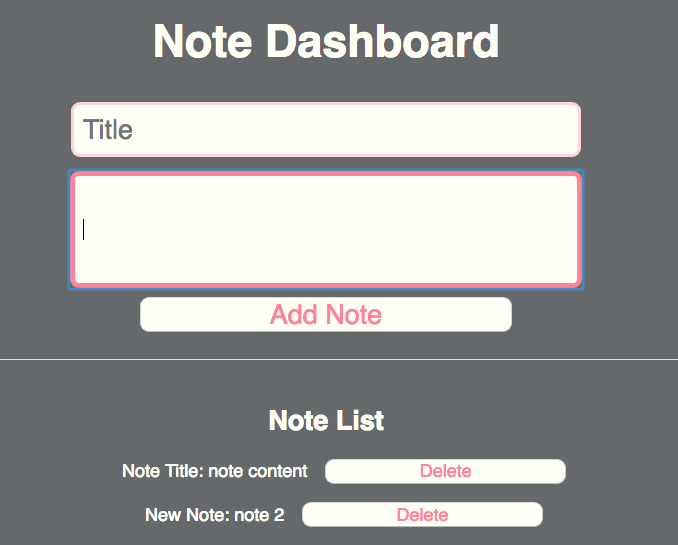 Note Dashboard
Title
Add Note
Note List
Note Title: note content Delete
New Note: note 2 Delete